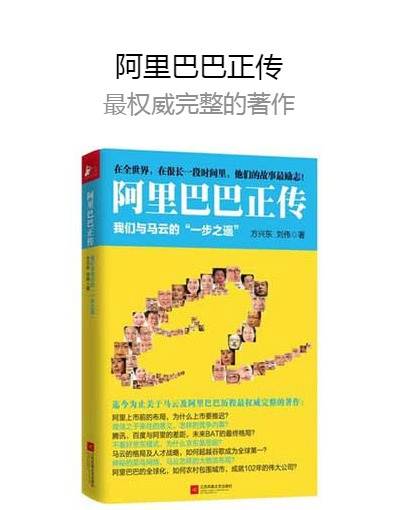 阿里巴巴正传
最权威完整的著作
在全世界，在很长一段时间里，他们的故事最励志！
阿里巴巴正传
我们与马云的“一步之遥”
方兴东 刘伟 著
阿里巴巴正传
迄今为止关于马云及阿里巴巴历程最权威完整的著作：
阿里上市前的布局，为什么上市要推迟？
腾讯、百度与阿里的差距，未来BAT的最终格局？
马云的格局及人才战略，如何超越谷歌成为全球第一？
阿里巴巴的全球化，如何农村包围城市，成就102年的伟大公司？